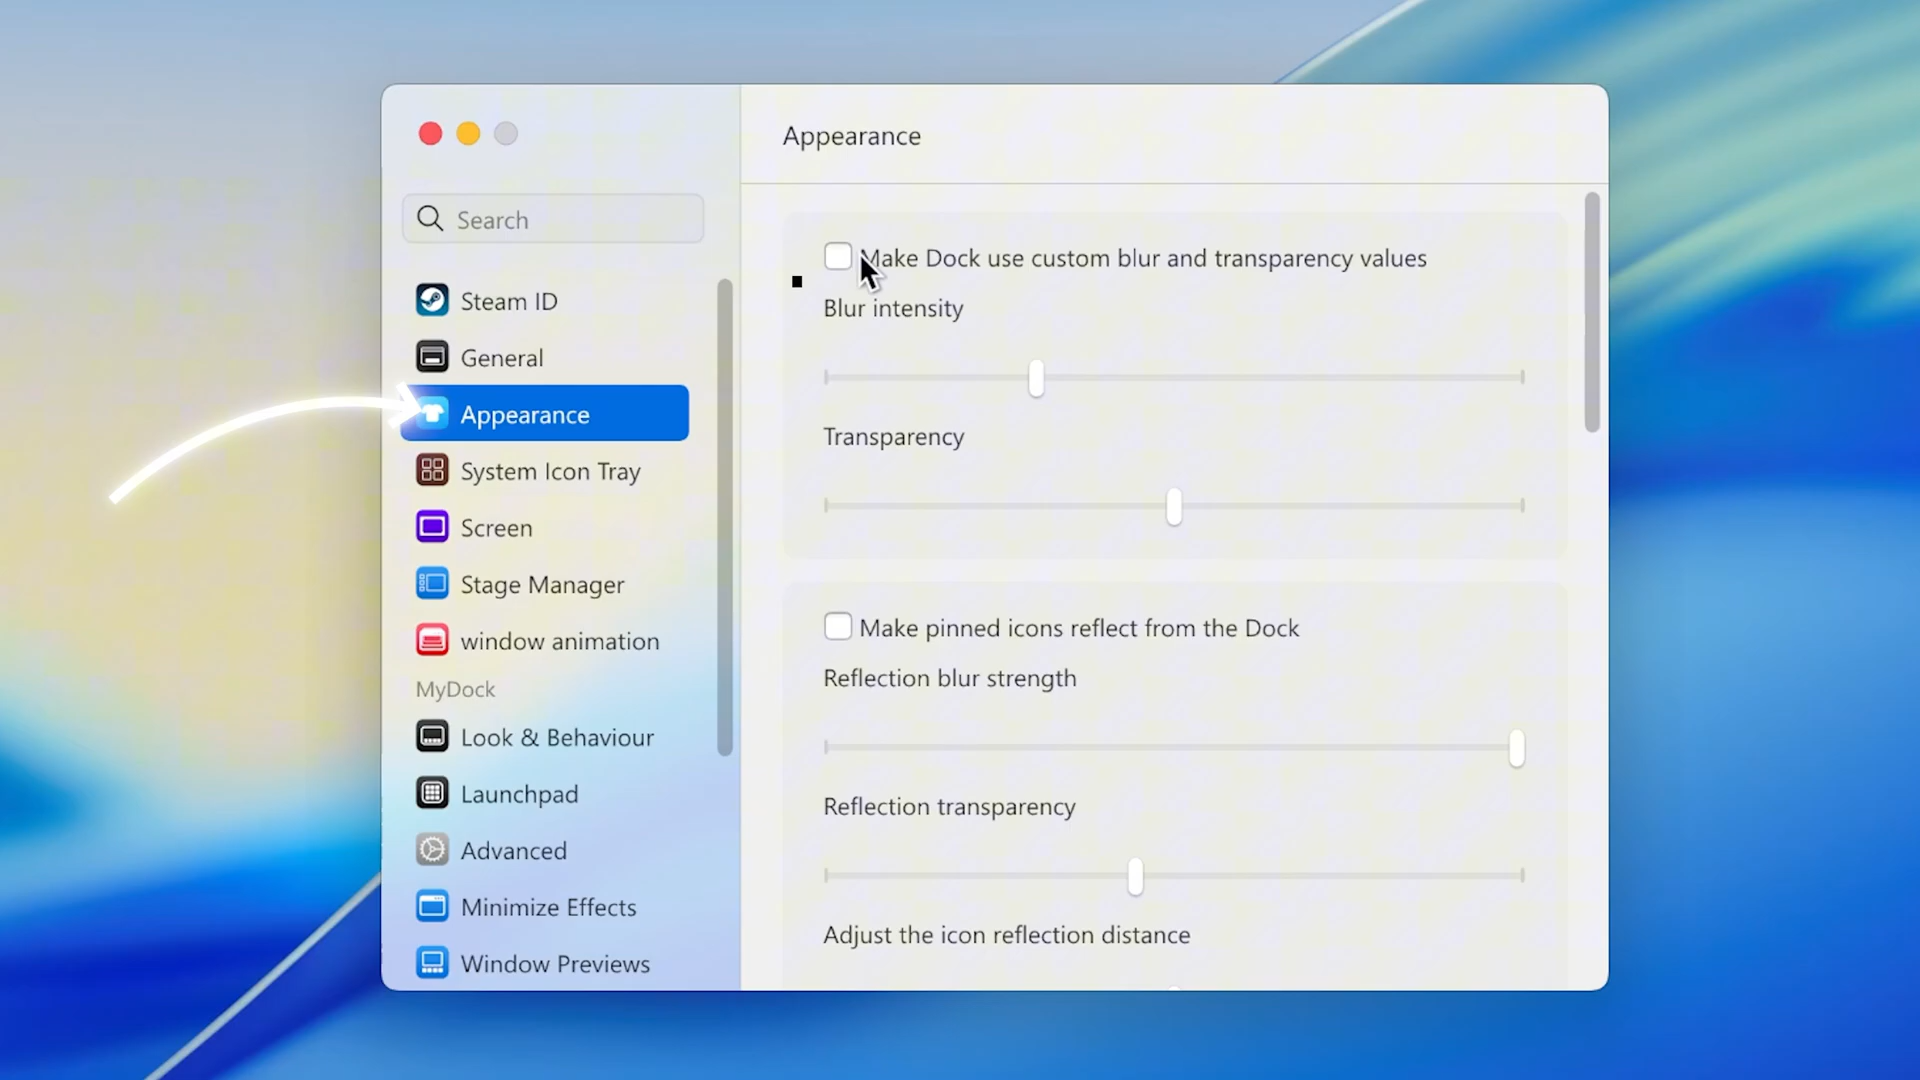 Appearance
Search
Steam ID
General
Appearance
System Icon Tray
Screen
Stage Manager
window animation
MyDock
Look & Behaviour
Launchpad
Advanced
Minimize Effects
Window Previews
Make Dock use custom blur and transparency values
Blur intensity
Transparency
Make pinned icons reflect from the Dock
Reflection blur strength
Reflection transparency
Adjust the icon reflection distance